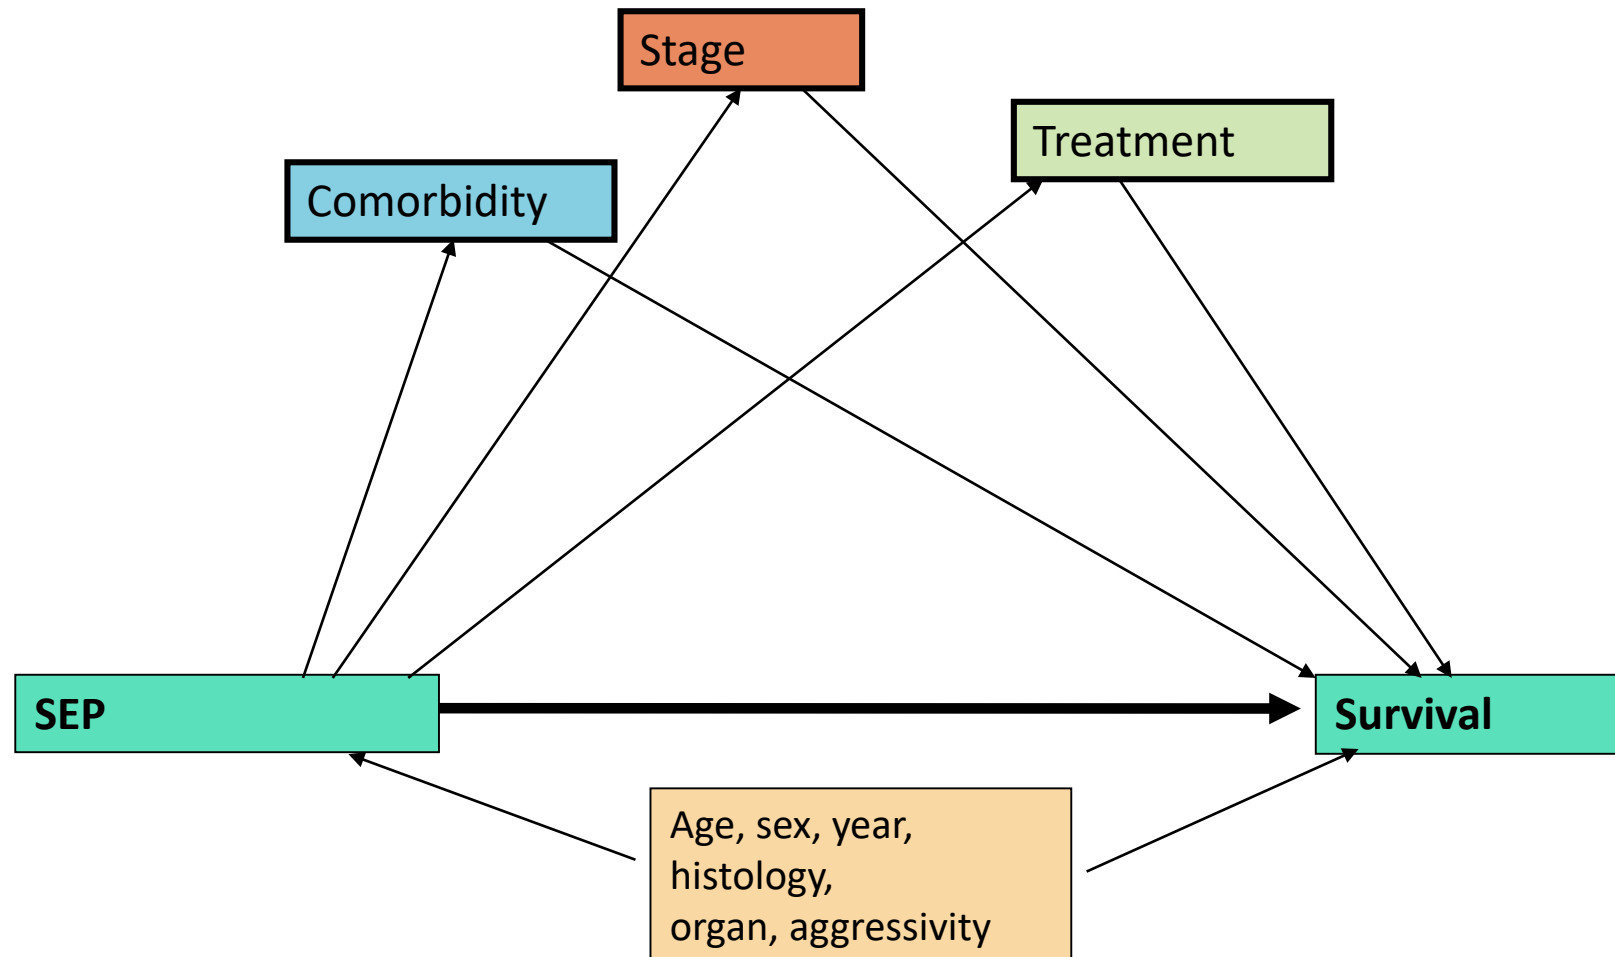 Stage
Treatment
Comorbidity
SEP
Survival
Age, sex, year,
histology,
organ, aggressivity